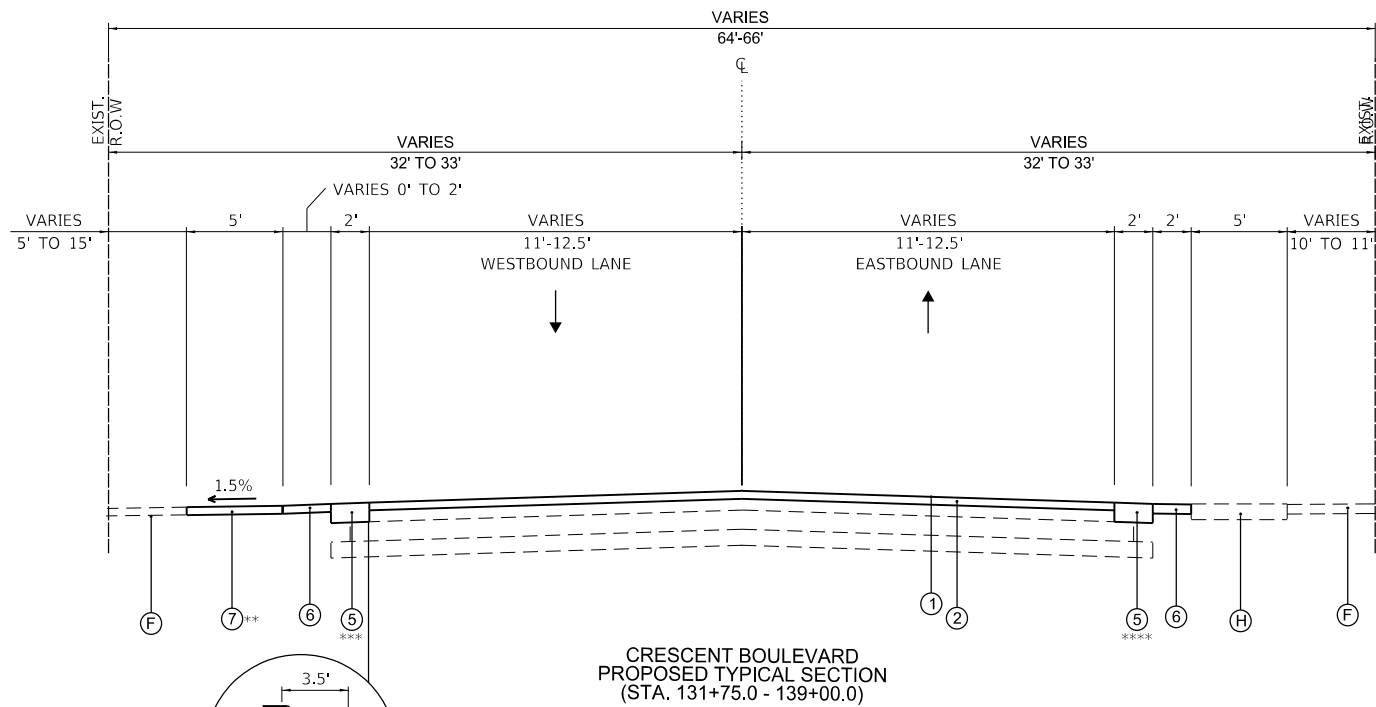 VARIES
64'-66'
℄
EXIST.
R.O.W
EXIST.
R.O.W.
VARIES
32' TO 33'
VARIES
32' TO 33'
VARIES 0' TO 2'
VARIES
5' TO 15'
5'
2'
VARIES
11'-12.5'
WESTBOUND LANE
VARIES
11'-12.5'
EASTBOUND LANE
2'
2'
5'
VARIES
10' TO 11'
1.5%
F
7**
6
5
***
1
2
5
****
6
H
F
CRESCENT BOULEVARD
PROPOSED TYPICAL SECTION
(STA. 131+75.0 - 139+00.0)
3.5'